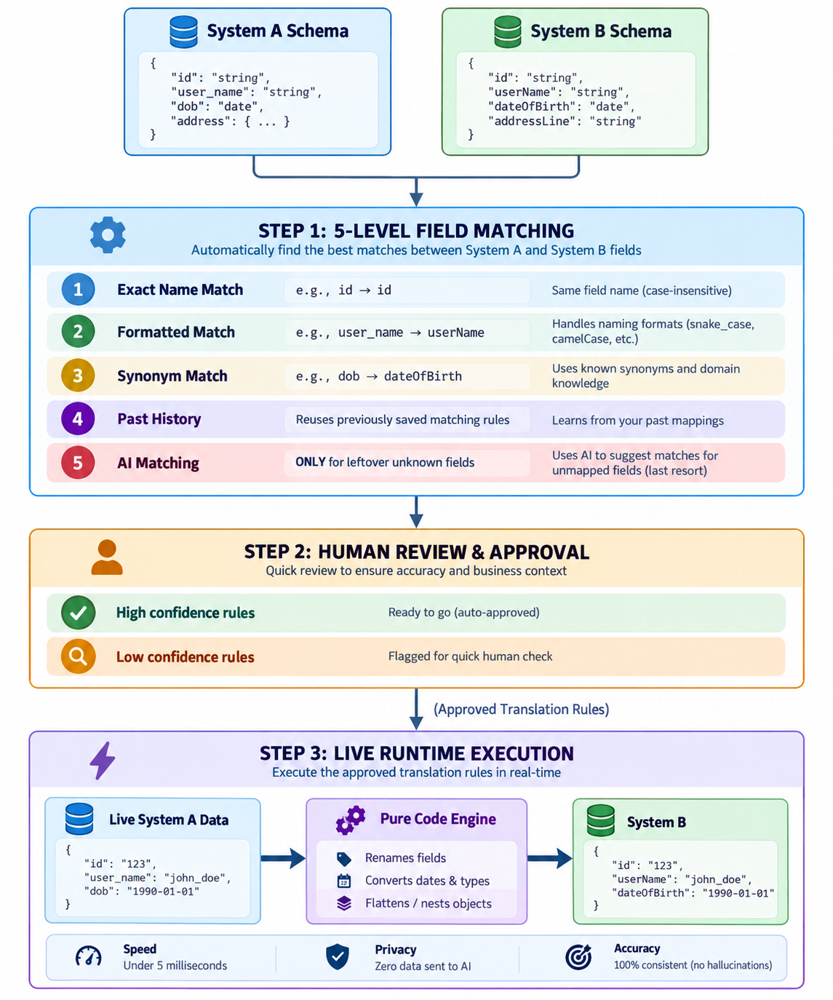 System A Schema
{
"id": "string",
"user_name": "string",
"dob": "date",
"address": { ... }
}
System B Schema
{
"id": "string",
"userName": "string",
"dateOfBirth": "date",
"addressLine": "string"
}
STEP 1: 5-LEVEL FIELD MATCHING
Automatically find the best matches between System A and System B fields
1 Exact Name Match e.g., id → id Same field name (case-insensitive)
2 Formatted Match e.g., user_name → userName Handles naming formats (snake_case,
camelCase, etc.)
3 Synonym Match e.g., dob → dateOfBirth Uses known synonyms and domain
knowledge
4 Past History Reuses previously saved matching rules Learns from your past mappings
5 AI Matching ONLY for leftover unknown fields Uses AI to suggest matches for
unmapped fields (last resort)
STEP 2: HUMAN REVIEW & APPROVAL
Quick review to ensure accuracy and business context
High confidence rules Ready to go (auto-approved)
Low confidence rules Flagged for quick human check
(Approved Translation Rules)
STEP 3: LIVE RUNTIME EXECUTION
Execute the approved translation rules in real-time
Live System A Data
{
"id": "123",
"user_name": "john_doe",
"dob": "1990-01-01"
}
Pure Code Engine
Renames fields
Converts dates & types
Flattens / nests objects
System B
{
"id": "123",
"userName": "john_doe",
"dateOfBirth": "1990-01-01"
}
Speed
Under 5 milliseconds
Privacy
Zero data sent to AI
Accuracy
100% consistent (no hallucinations)